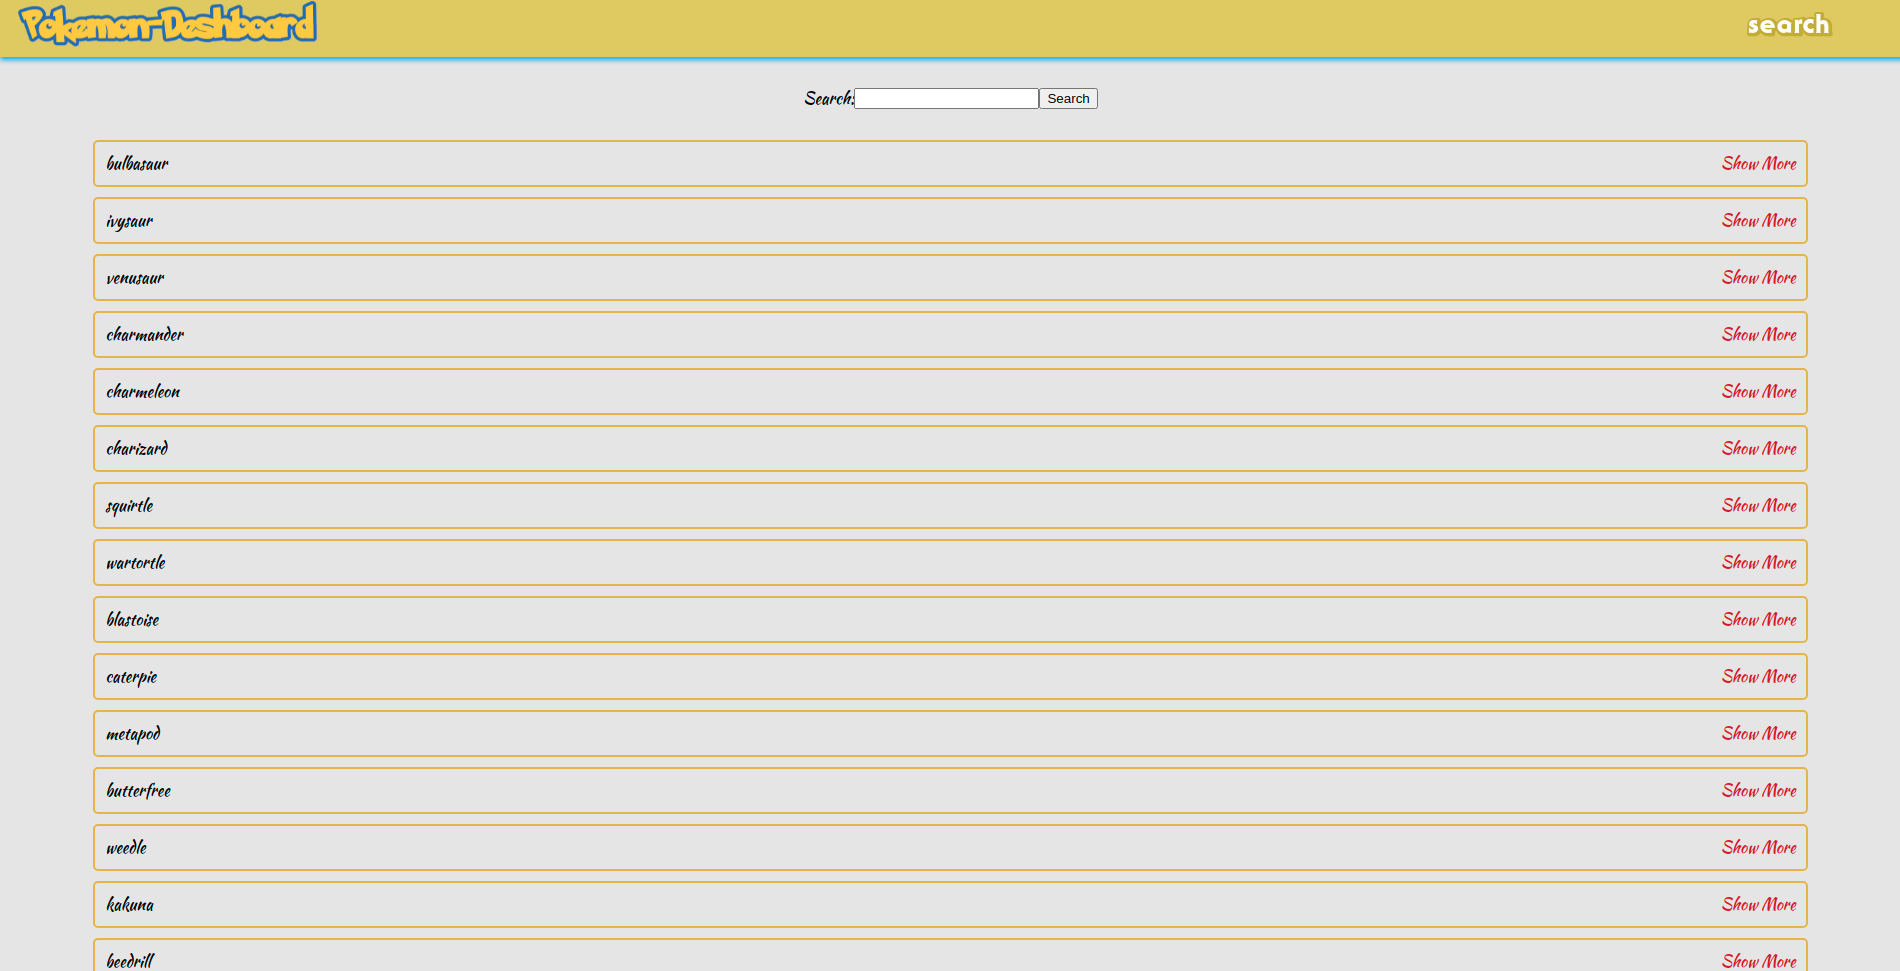 Pokemon-Deshboard search
Search: Search
bulbasaur Show More
ivysaur Show More
venusaur Show More
charmander Show More
charmeleon Show More
charizard Show More
squirtle Show More
wartortle Show More
blastoise Show More
caterpie Show More
metapod Show More
butterfree Show More
weedle Show More
kakuna Show More
beedrill Show More